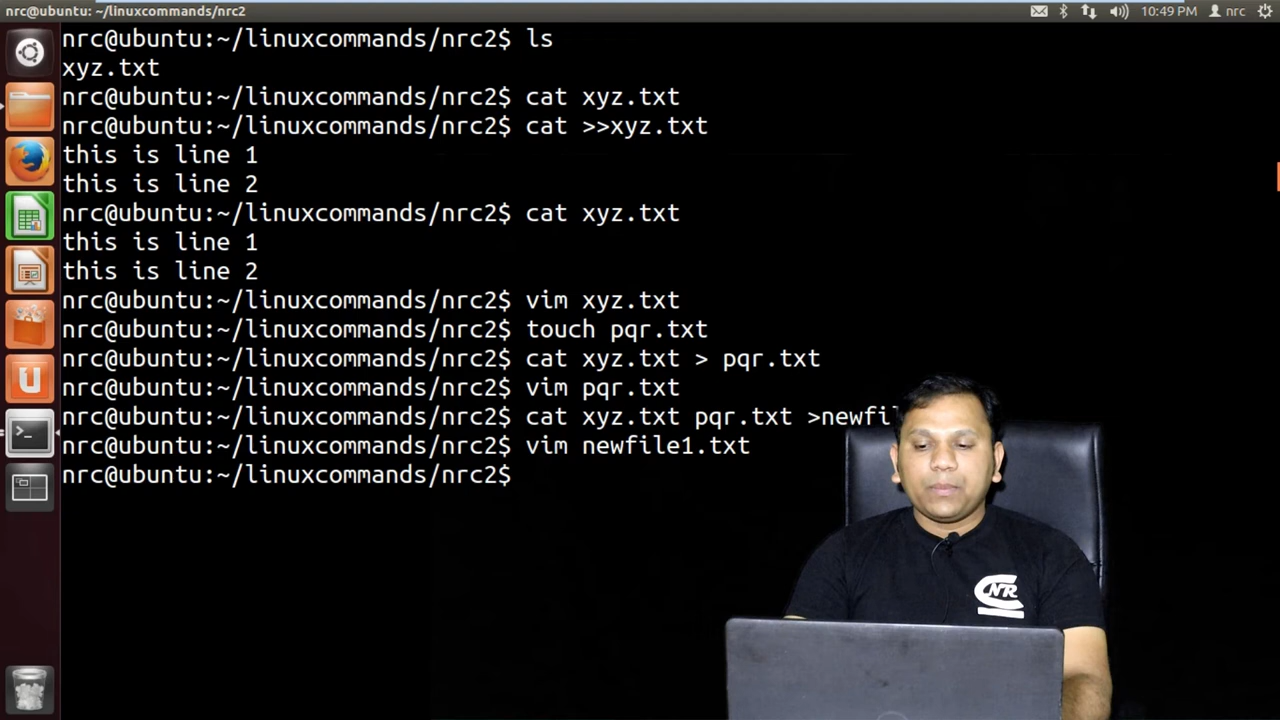 nrc@ubuntu: ~/linuxcommands/nrc2
10:49 PM nrc
nrc@ubuntu:~/linuxcommands/nrc2$ ls
xyz.txt
nrc@ubuntu:~/linuxcommands/nrc2$ cat xyz.txt
nrc@ubuntu:~/linuxcommands/nrc2$ cat >>xyz.txt
this is line 1
this is line 2
nrc@ubuntu:~/linuxcommands/nrc2$ cat xyz.txt
this is line 1
this is line 2
nrc@ubuntu:~/linuxcommands/nrc2$ vim xyz.txt
nrc@ubuntu:~/linuxcommands/nrc2$ touch pqr.txt
nrc@ubuntu:~/linuxcommands/nrc2$ cat xyz.txt > pqr.txt
nrc@ubuntu:~/linuxcommands/nrc2$ vim pqr.txt
nrc@ubuntu:~/linuxcommands/nrc2$ cat xyz.txt pqr.txt >newfil
nrc@ubuntu:~/linuxcommands/nrc2$ vim newfile1.txt
nrc@ubuntu:~/linuxcommands/nrc2$
NR